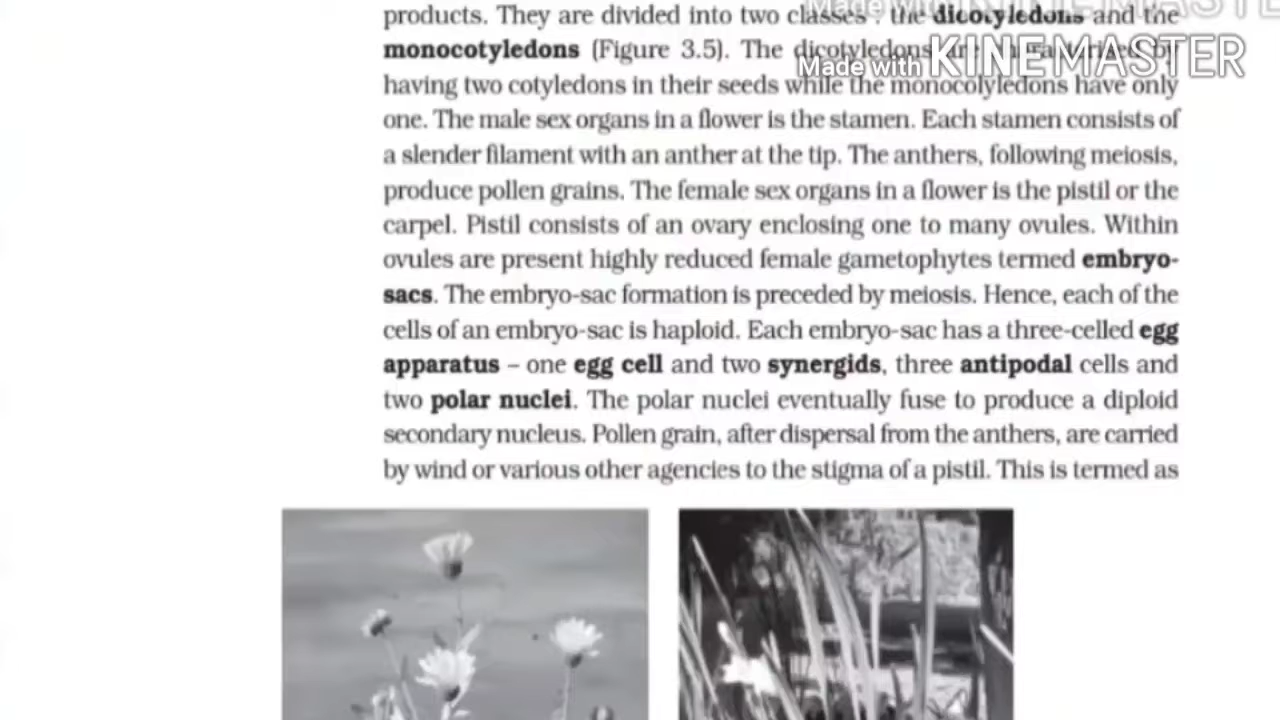 products. They are divided into two classes : the dicotyledons and the
monocotyledons (Figure 3.5). The dicotyledons are characterised by
Made with KINEMASTER
having two cotyledons in their seeds while the monocolyledons have only
one. The male sex organs in a flower is the stamen. Each stamen consists of
a slender filament with an anther at the tip. The anthers, following meiosis,
produce pollen grains. The female sex organs in a flower is the pistil or the
carpel. Pistil consists of an ovary enclosing one to many ovules. Within
ovules are present highly reduced female gametophytes termed embryo-
sacs. The embryo-sac formation is preceded by meiosis. Hence, each of the
cells of an embryo-sac is haploid. Each embryo-sac has a three-celled egg
apparatus – one egg cell and two synergids, three antipodal cells and
two polar nuclei. The polar nuclei eventually fuse to produce a diploid
secondary nucleus. Pollen grain, after dispersal from the anthers, are carried
by wind or various other agencies to the stigma of a pistil. This is termed as